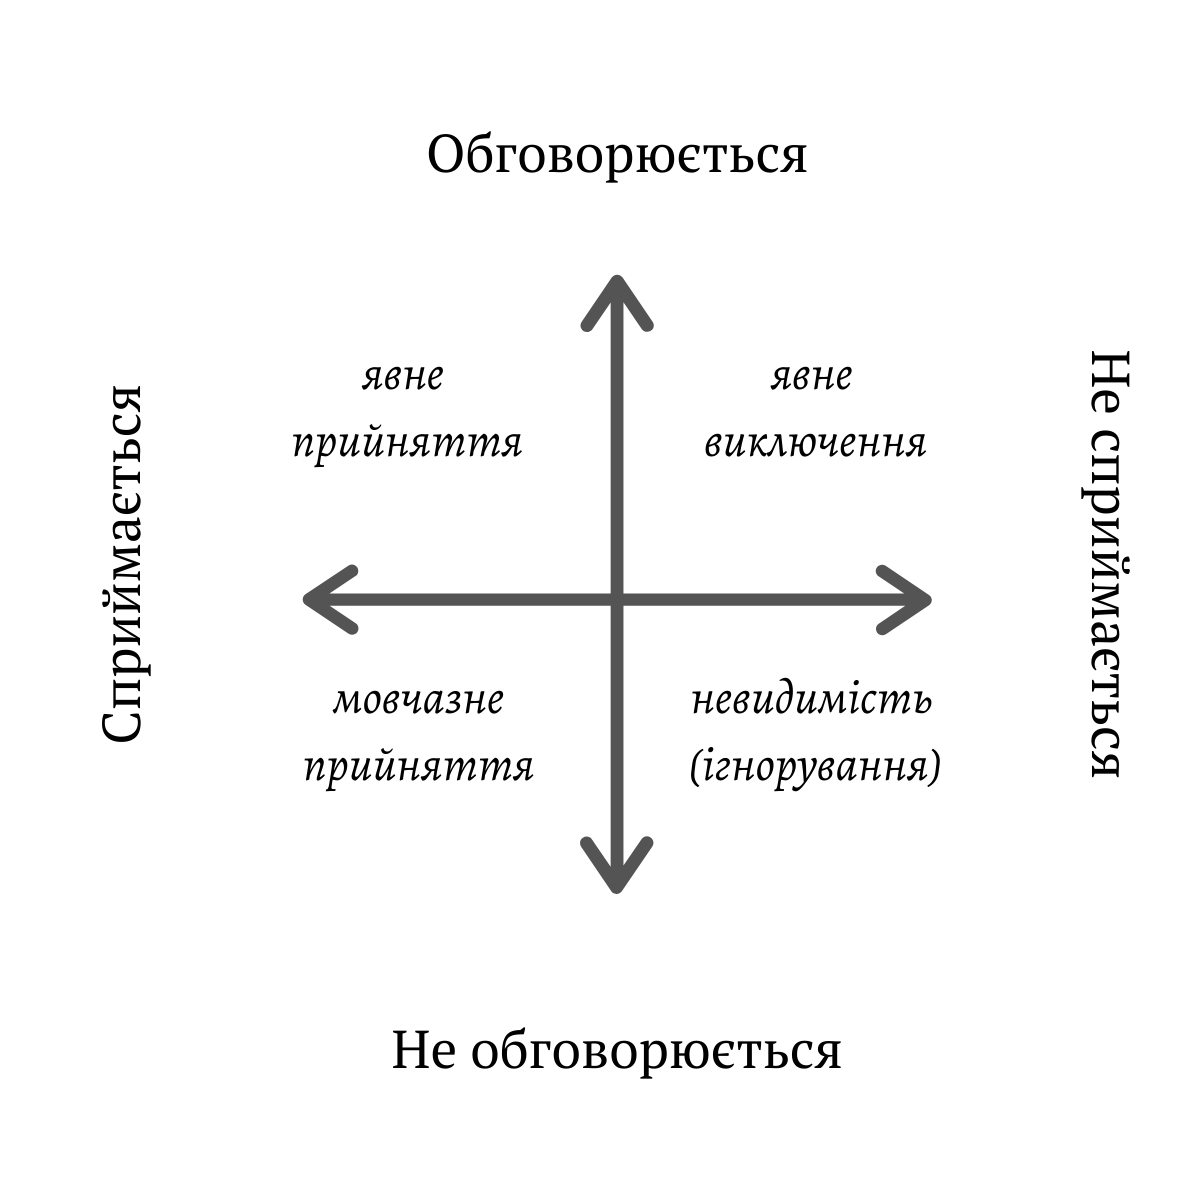 Обговорюється
явне
прийняття
явне
виключення
Сприймається
Не сприймається
мовчазне
прийняття
невидимість
(ігнорування)
Не обговорюється